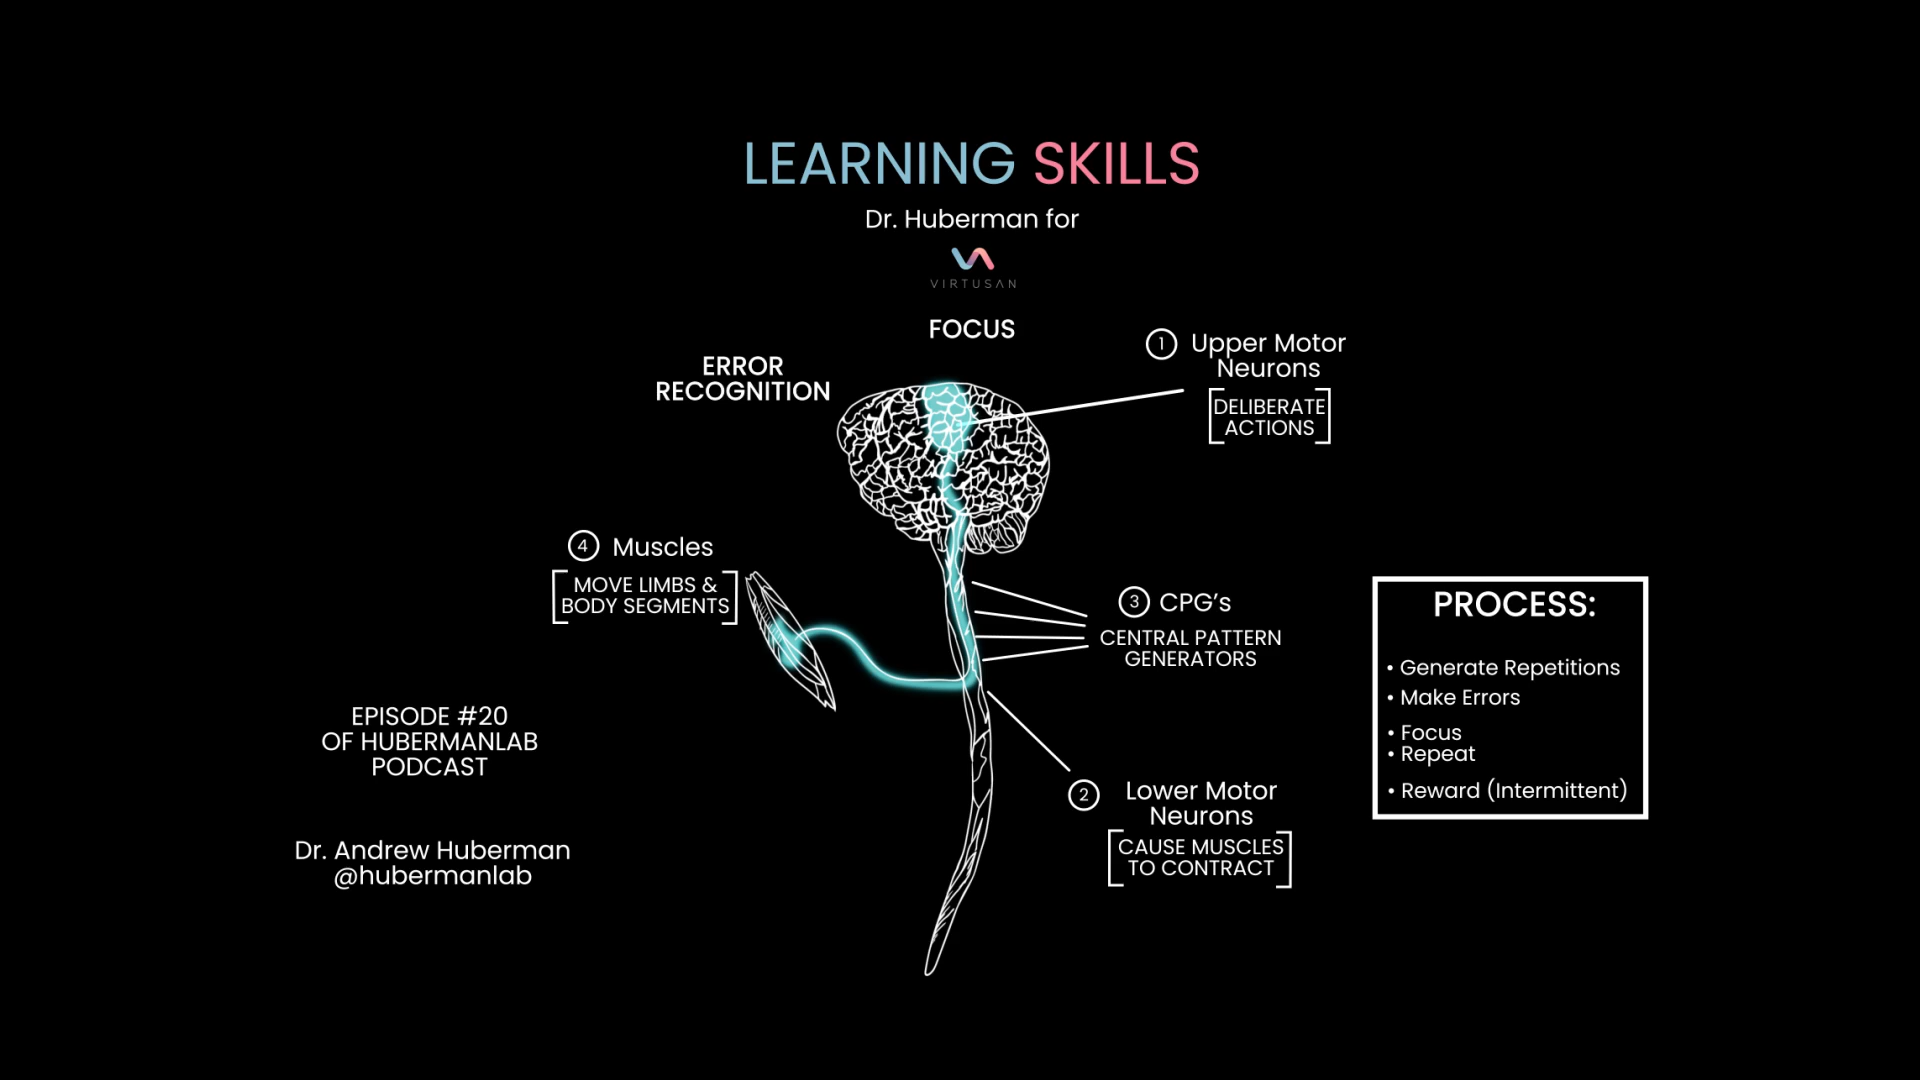 LEARNING SKILLS
Dr. Huberman for
VIRTUSAN
FOCUS
ERROR
RECOGNITION
1 Upper Motor
Neurons
DELIBERATE
ACTIONS
4 Muscles
MOVE LIMBS &
BODY SEGMENTS
3 CPG’s
CENTRAL PATTERN
GENERATORS
PROCESS:
• Generate Repetitions
• Make Errors
• Focus
• Repeat
• Reward (Intermittent)
EPISODE #20
OF HUBERMANLAB
PODCAST
2 Lower Motor
Neurons
CAUSE MUSCLES
TO CONTRACT
Dr. Andrew Huberman
@hubermanlab